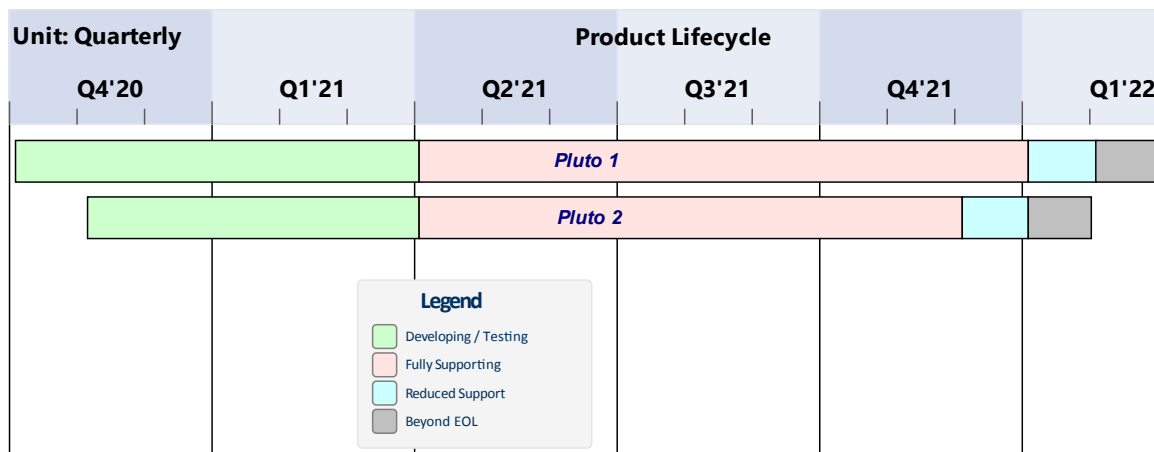 Unit: Quarterly
Product Lifecycle
Q4'20 Q1'21 Q2'21 Q3'21 Q4'21 Q1'22
Pluto 1
Pluto 2
Legend
Developing / Testing
Fully Supporting
Reduced Support
Beyond EOL